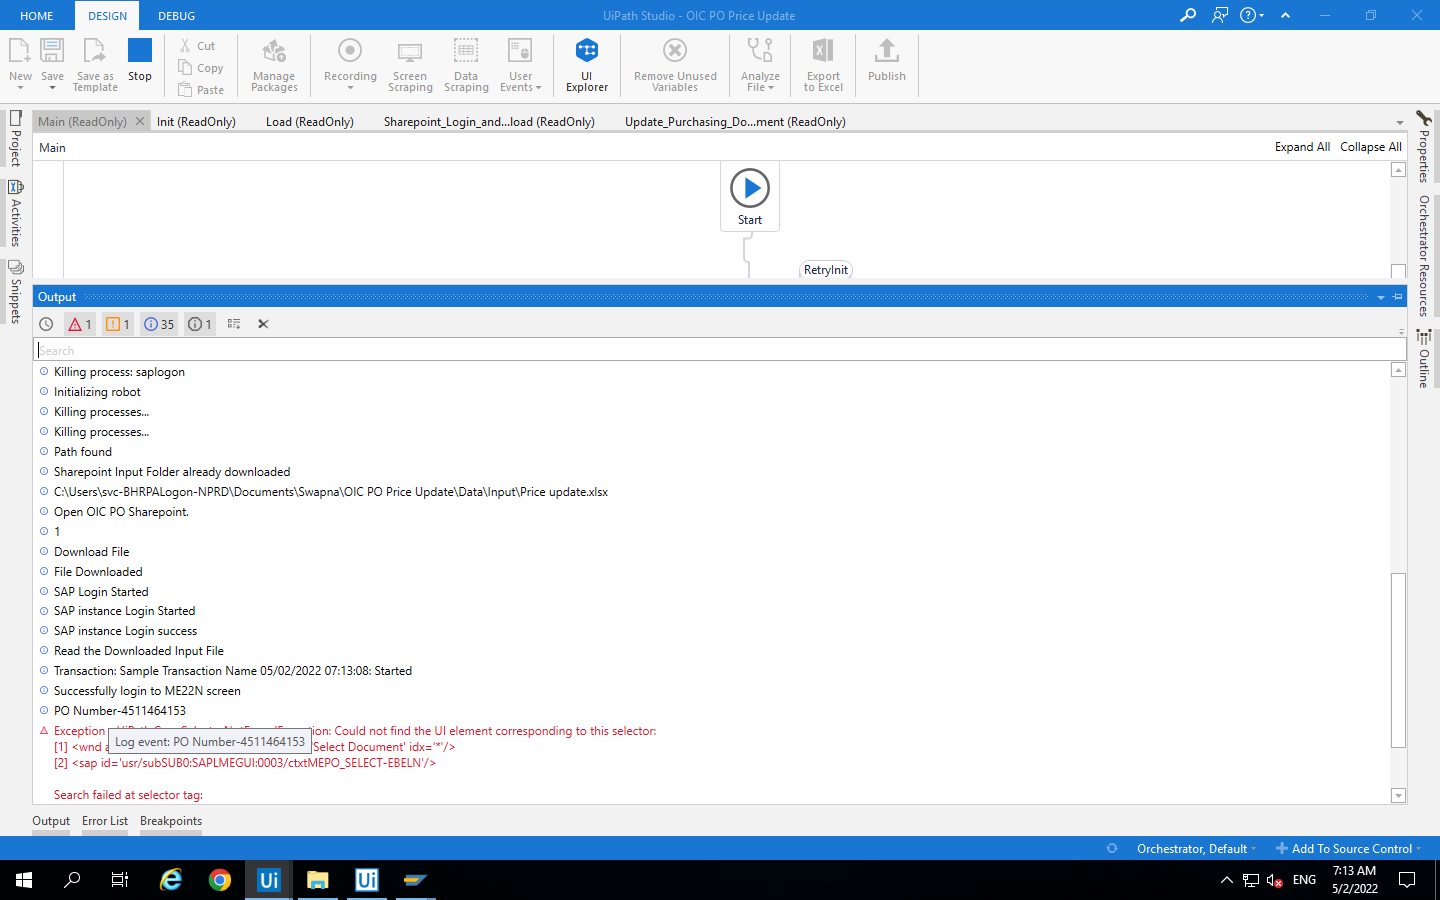 HOME DESIGN DEBUG
UiPath Studio - OIC PO Price Update
New
Save
Save as Template
Stop
Cut
Copy
Paste
Manage Packages
Recording
Screen Scraping
Data Scraping
User Events
UI Explorer
Remove Unused Variables
Analyze File
Export to Excel
Publish
Main (ReadOnly) Init (ReadOnly) Load (ReadOnly) Sharepoint_Login_and...load (ReadOnly) Update_Purchasing_Do...ment (ReadOnly)
Project
Activities
Snippets
Main
Expand All Collapse All
Properties
Orchestrator Resources
Outline
Start
RetryInit
Output
1 1 35 1
Search
Killing process: saplogon
Initializing robot
Killing processes...
Killing processes...
Path found
Sharepoint Input Folder already downloaded
C:\Users\svc-BHRPALogon-NPRD\Documents\Swapna\OIC PO Price Update\Data\Input\Price update.xlsx
Open OIC PO Sharepoint.
1
Download File
File Downloaded
SAP Login Started
SAP instance Login Started
SAP instance Login success
Read the Downloaded Input File
Transaction: Sample Transaction Name 05/02/2022 07:13:08: Started
Successfully login to ME22N screen
PO Number-4511464153
Exception
Could not find the UI element corresponding to this selector:
Log event: PO Number-4511464153
[1] <wnd 'Select Document' idx='*'/>
[2] <sap id='usr/subSUB0:SAPLMEGUI:0003/ctxtMEPO_SELECT-EBELN'/>
Search failed at selector tag:
Output Error List Breakpoints
Orchestrator, Default Add To Source Control
ENG
7:13 AM
5/2/2022